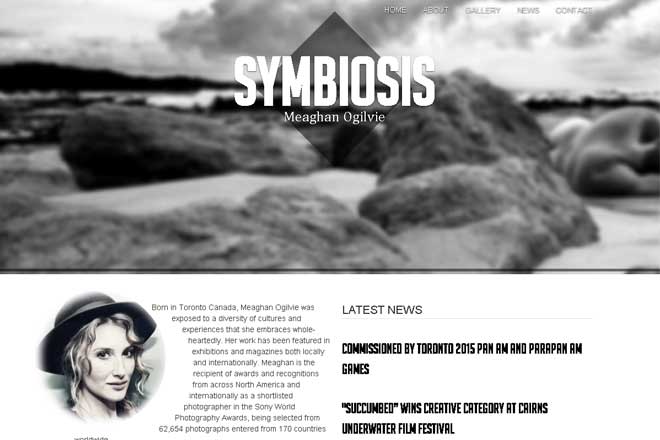 HOME ABOUT GALLERY NEWS CONTACT
SYMBIOSIS
Meaghan Ogilvie
Born in Toronto Canada, Meaghan Ogilvie was
exposed to a diversity of cultures and
experiences that she embraces whole-
heartedly. Her work has been featured in
exhibitions and magazines both locally
and internationally. Meaghan is the
recipient of awards and recognitions
from across North America and
internationally as a shortlisted
photographer in the Sony World
Photography Awards, being selected from
62,654 photographs entered from 170 countries
worldwide.
LATEST NEWS
COMMISSIONED BY TORONTO 2015 PAN AM AND PARAPAN AM
GAMES
"SUCCUMBED" WINS CREATIVE CATEGORY AT CAIRNS
UNDERWATER FILM FESTIVAL